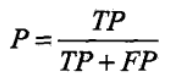 P = TP / (TP + FP)